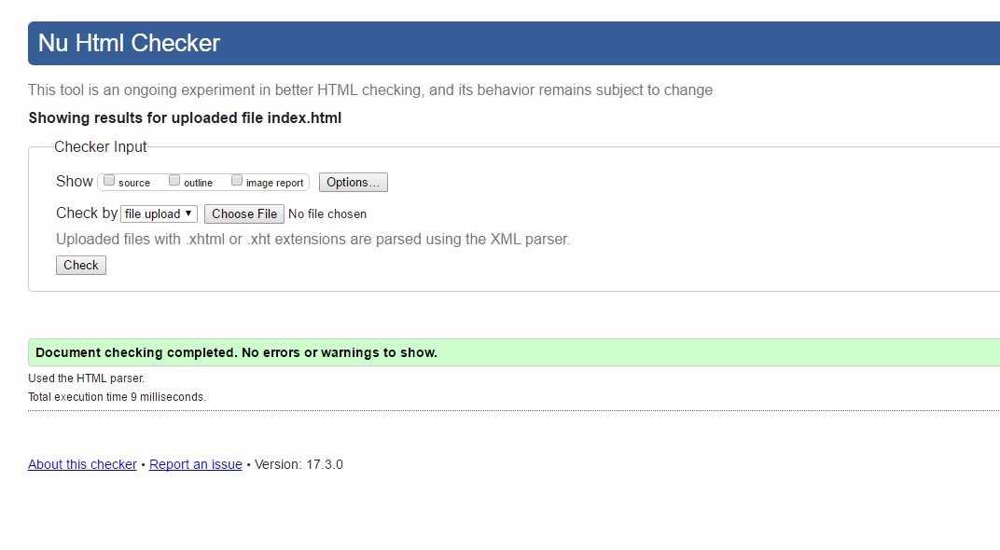 Nu Html Checker
This tool is an ongoing experiment in better HTML checking, and its behavior remains subject to change
Showing results for uploaded file index.html
Checker Input
Show source outline image report Options...
Check by file upload ▼ Choose File No file chosen
Uploaded files with .xhtml or .xht extensions are parsed using the XML parser.
Check
Document checking completed. No errors or warnings to show.
Used the HTML parser.
Total execution time 9 milliseconds.
About this checker • Report an issue • Version: 17.3.0